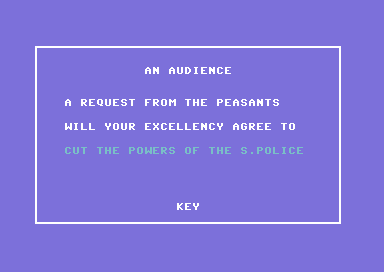 AN AUDIENCE
A REQUEST FROM THE PEASANTS
WILL YOUR EXCELLENCY AGREE TO
CUT THE POWERS OF THE S.POLICE
KEY